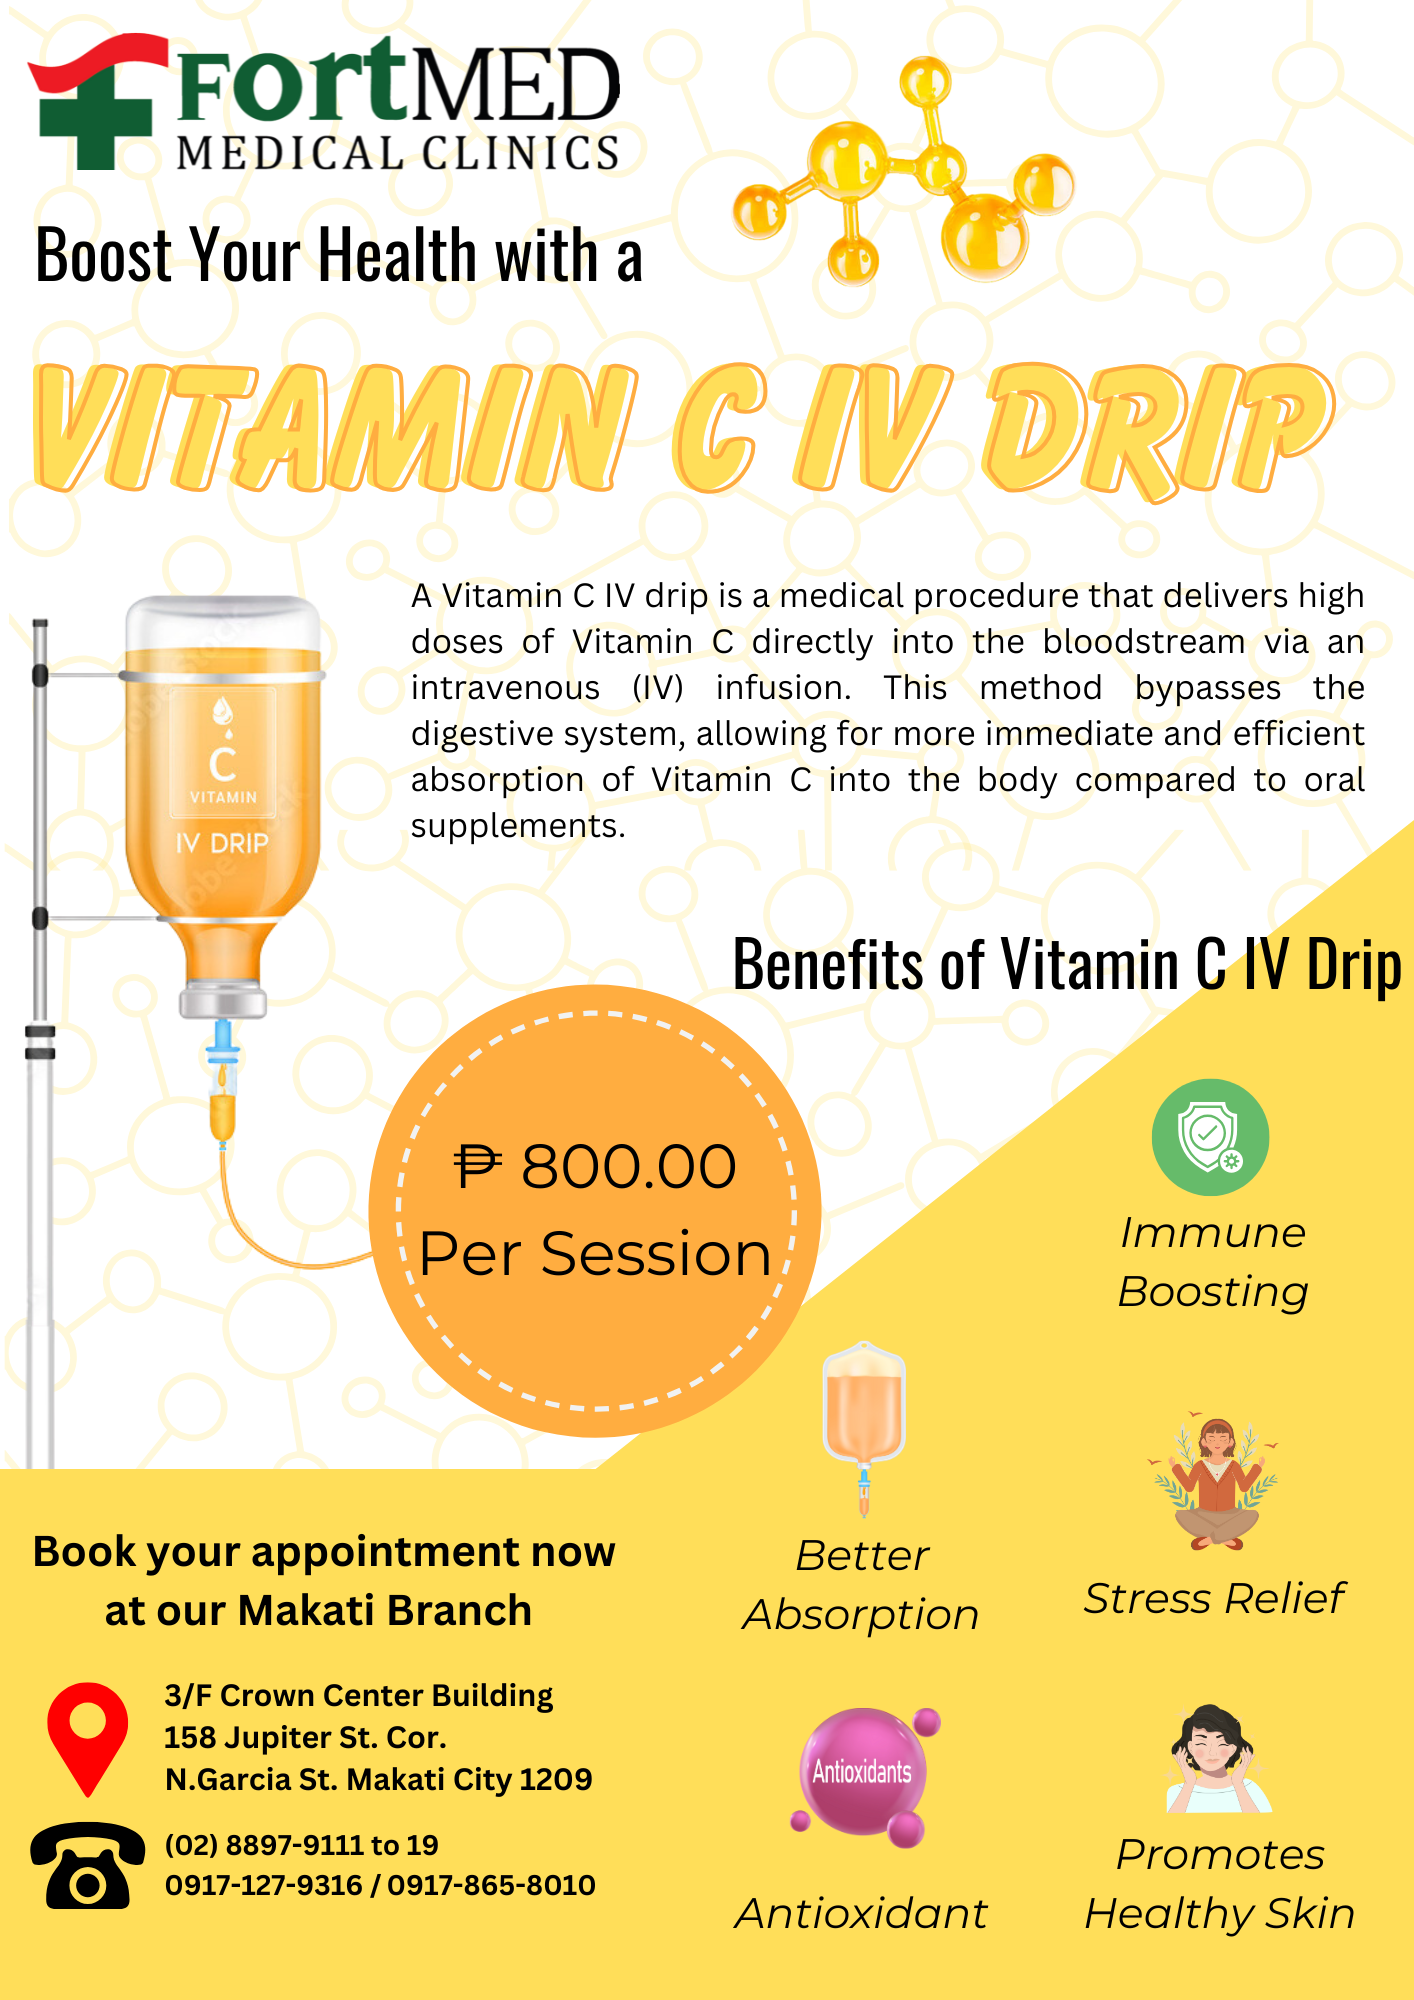 FORtMED
MEDICAL CLINICS
Boost Your Health with a
VITAMIN C IV DRIP
A Vitamin C IV drip is a medical procedure that delivers high
doses of Vitamin C directly into the bloodstream via an
intravenous (IV) infusion. This method bypasses the
digestive system, allowing for more immediate and efficient
absorption of Vitamin C into the body compared to oral
supplements.
C
VITAMIN
IV DRIP
Benefits of Vitamin C IV Drip
₱ 800.00
Per Session
Immune
Boosting
Better
Absorption
Stress Relief
Antioxidants
Antioxidant
Promotes
Healthy Skin
Book your appointment now
at our Makati Branch
3/F Crown Center Building
158 Jupiter St. Cor.
N.Garcia St. Makati City 1209
(02) 8897-9111 to 19
0917-127-9316 / 0917-865-8010